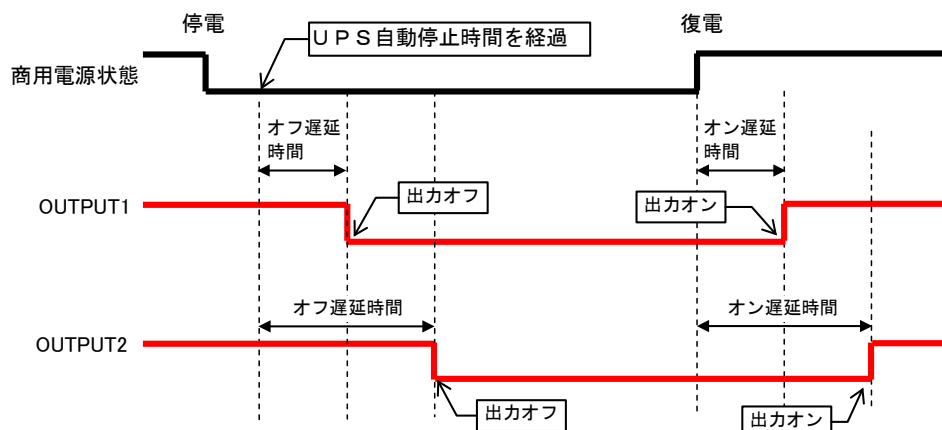 停電
復電
ＵＰＳ自動停止時間を経過
商用電源状態
オフ遅延
時間
オン遅延
時間
出力オフ
出力オン
OUTPUT1
オフ遅延時間
オン遅延時間
OUTPUT2
出力オフ
出力オン